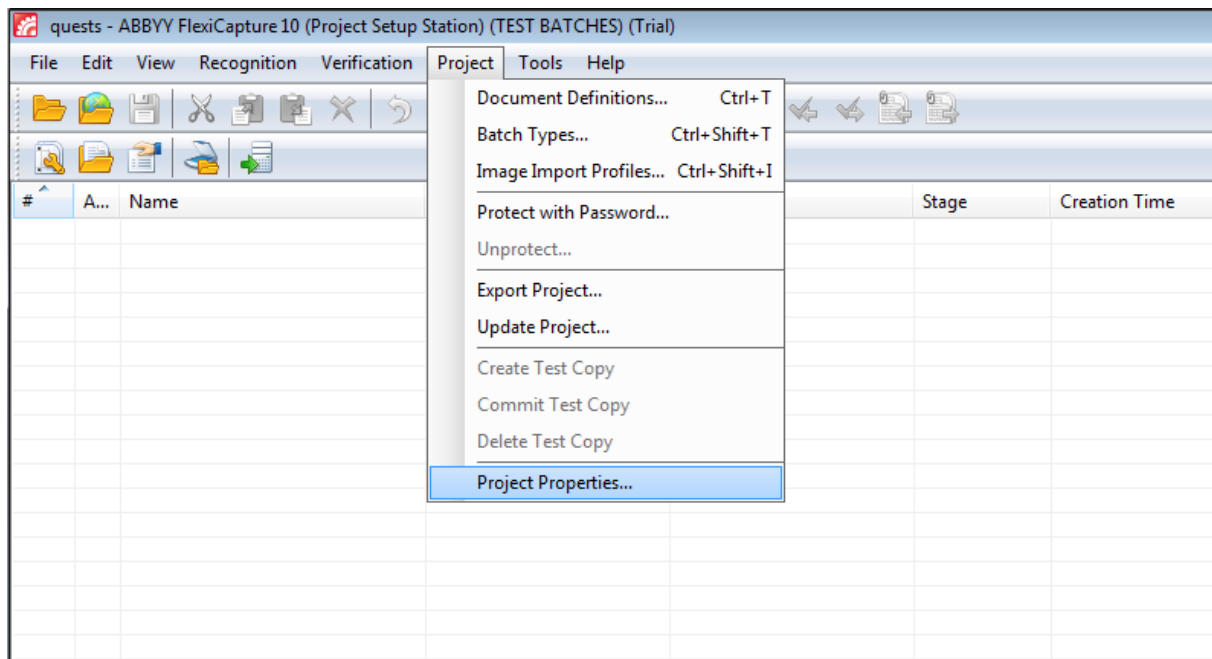 quests - ABBYY FlexiCapture 10 (Project Setup Station) (TEST BATCHES) (Trial)
File Edit View Recognition Verification Project Tools Help
Document Definitions... Ctrl+T
Batch Types... Ctrl+Shift+T
Image Import Profiles... Ctrl+Shift+I
# A... Name Stage Creation Time
Protect with Password...
Unprotect...
Export Project...
Update Project...
Create Test Copy
Commit Test Copy
Delete Test Copy
Project Properties...